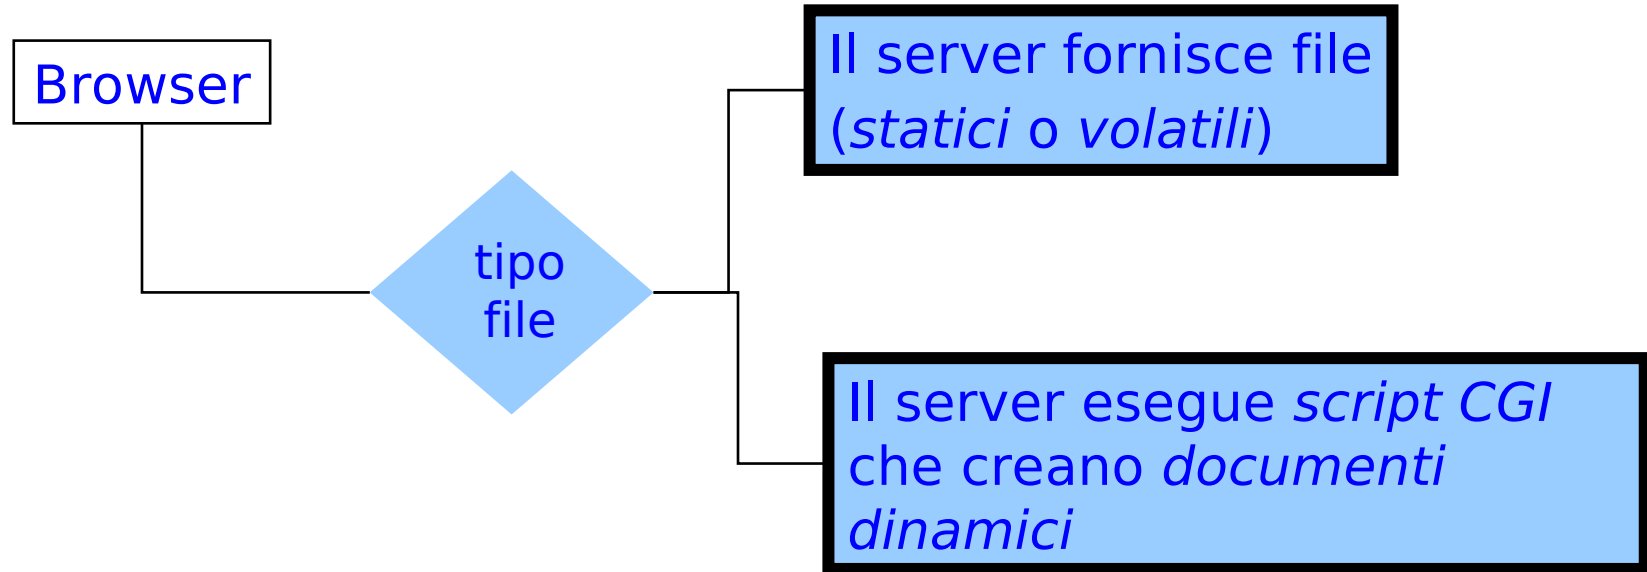 Browser
Il server fornisce file
(statici o volatili)
tipo
file
Il server esegue script CGI
che creano documenti
dinamici